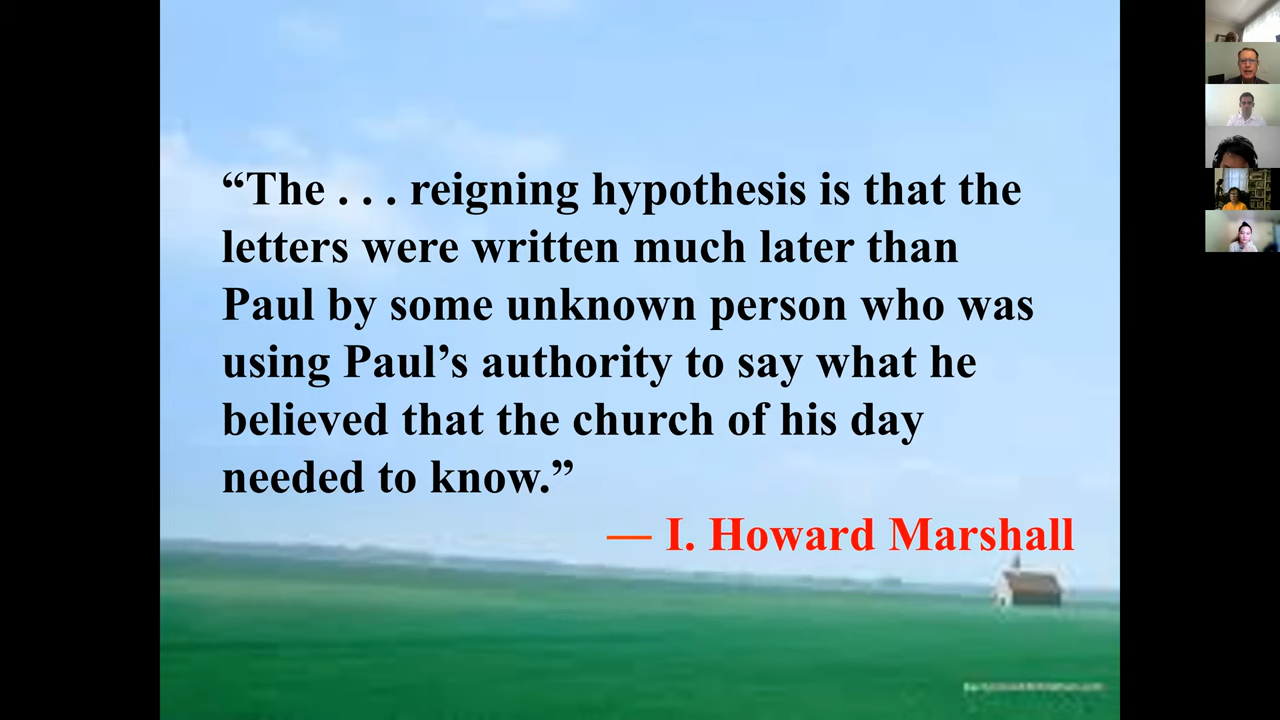 “The . . . reigning hypothesis is that the
letters were written much later than
Paul by some unknown person who was
using Paul’s authority to say what he
believed that the church of his day
needed to know.”
— I. Howard Marshall